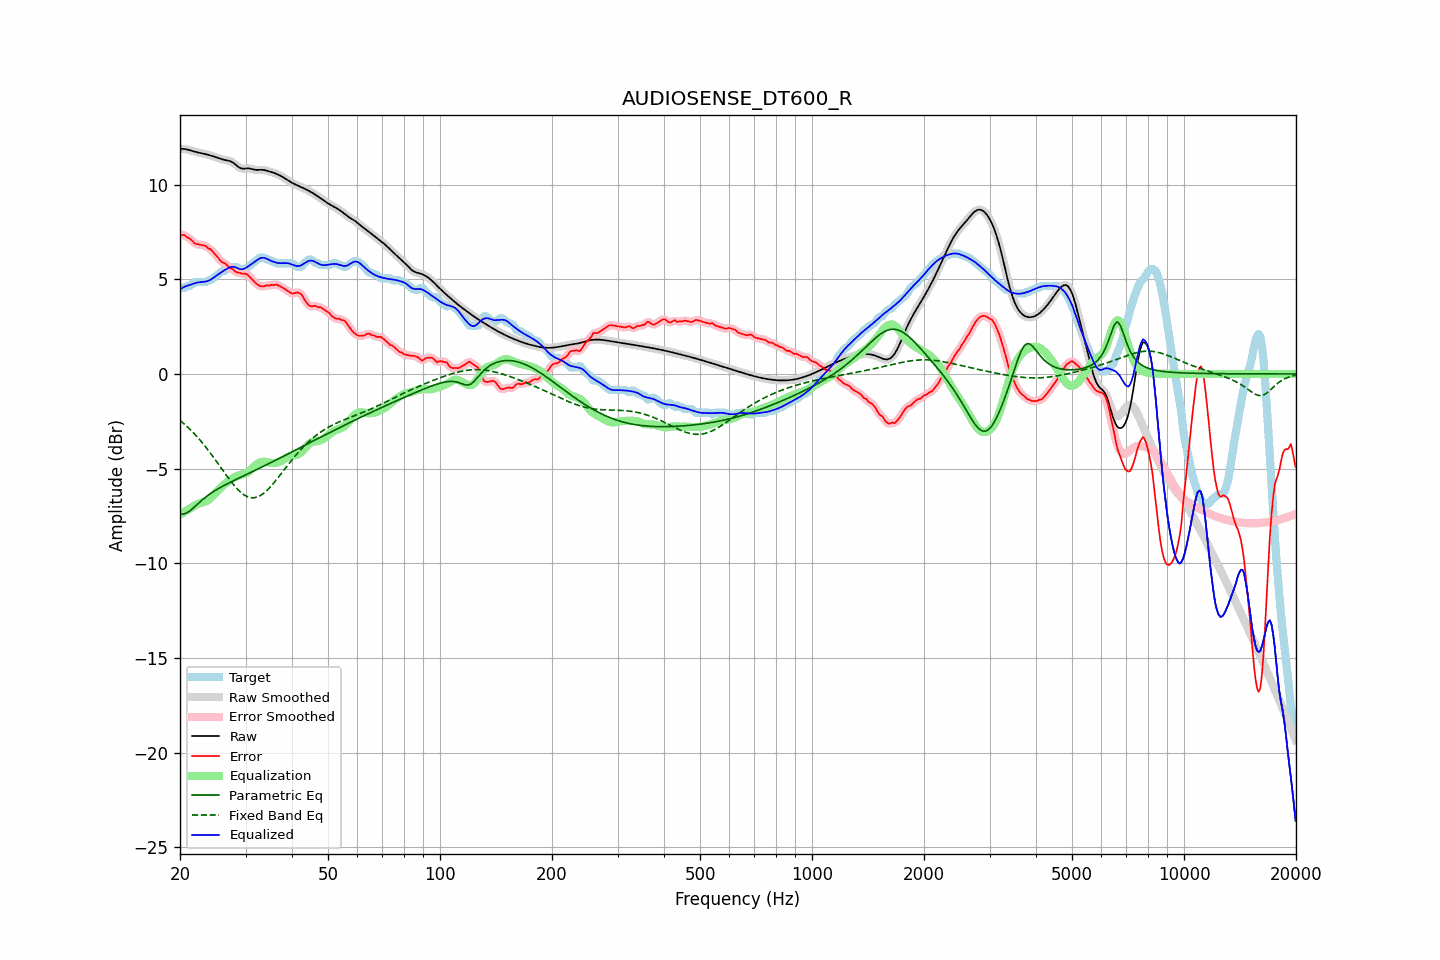 AUDIOSENSE_DT600_R
Amplitude (dBr)
10
5
0
−5
−10
−15
−20
−25
Target
Raw Smoothed
Error Smoothed
Raw
Error
Equalization
Parametric Eq
Fixed Band Eq
Equalized
20 50 100 200 500 1000 2000 5000 10000 20000
Frequency (Hz)